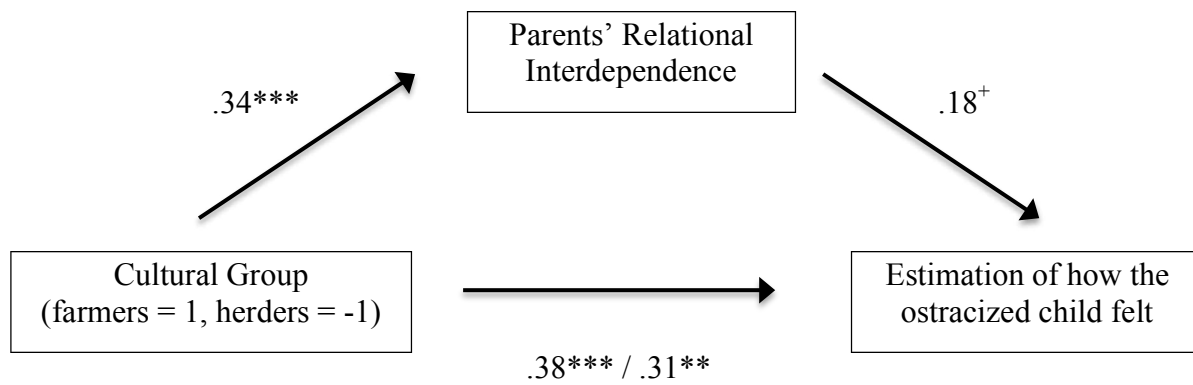 Parents’ Relational
Interdependence
.34***
.18+
Cultural Group
(farmers = 1, herders = -1)
Estimation of how the
ostracized child felt
.38*** / .31**